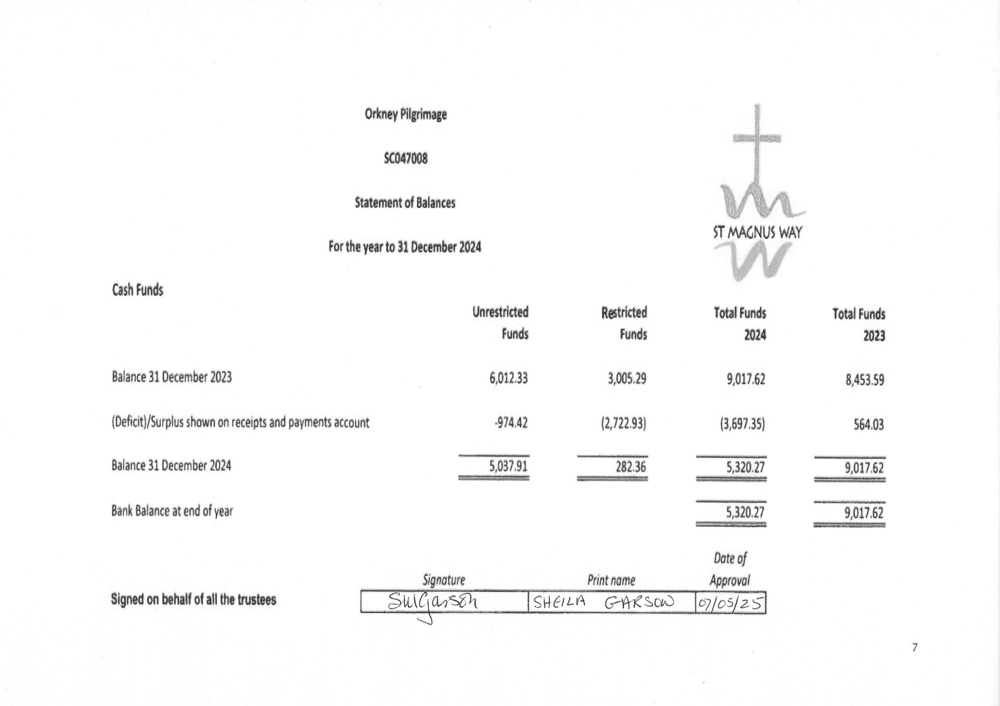 Orkney Pilgrimage
SC047008
Statement of Balances
For the year to 31 December 2024
ST MAGNUS WAY
Cash Funds
Unrestricted Restricted Total Funds Total Funds
Funds Funds 2024 2023
Balance 31 December 2023 6,012.33 3,005.29 9,017.62 8,453.59
(Deficit)/Surplus shown on receipts and payments account -974.42 (2,722.93) (3,697.35) 564.03
Balance 31 December 2024 5,037.91 282.36 5,320.27 9,017.62
Bank Balance at end of year 5,320.27 9,017.62
Date of
Signature Print name Approval
Signed on behalf of all the trustees SMGarson SHEILA GARSON 07/05/25
7